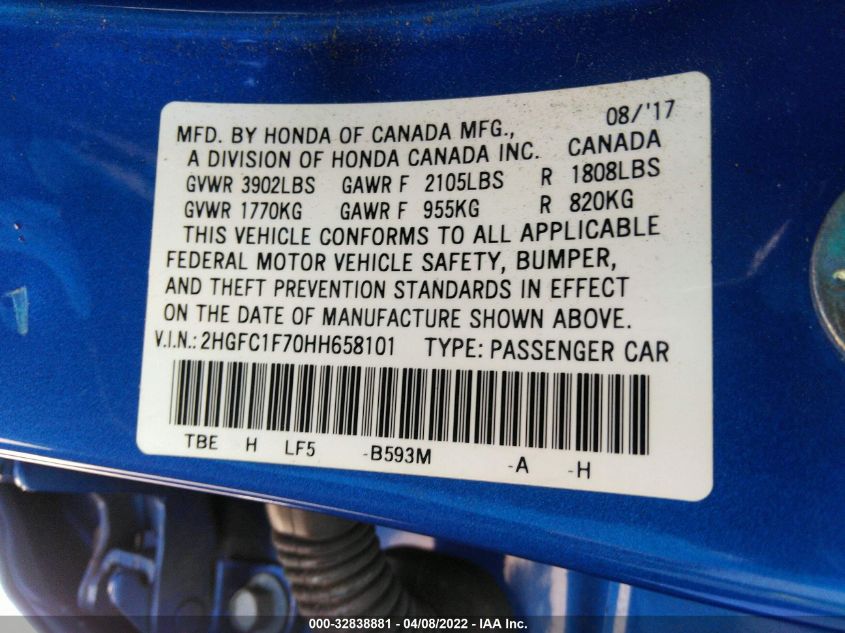 08/'17
MFD. BY HONDA OF CANADA MFG., CANADA
A DIVISION OF HONDA CANADA INC.
GVWR 3902LBS GAWR F 2105LBS R 1808LBS
GVWR 1770KG GAWR F 955KG R 820KG
THIS VEHICLE CONFORMS TO ALL APPLICABLE
FEDERAL MOTOR VEHICLE SAFETY, BUMPER,
AND THEFT PREVENTION STANDARDS IN EFFECT
ON THE DATE OF MANUFACTURE SHOWN ABOVE.
V.I.N.: 2HGFC1F70HH658101 TYPE: PASSENGER CAR
TBE H LF5 -B593M -A -H
000-32838881 - 04/08/2022 - IAA Inc.